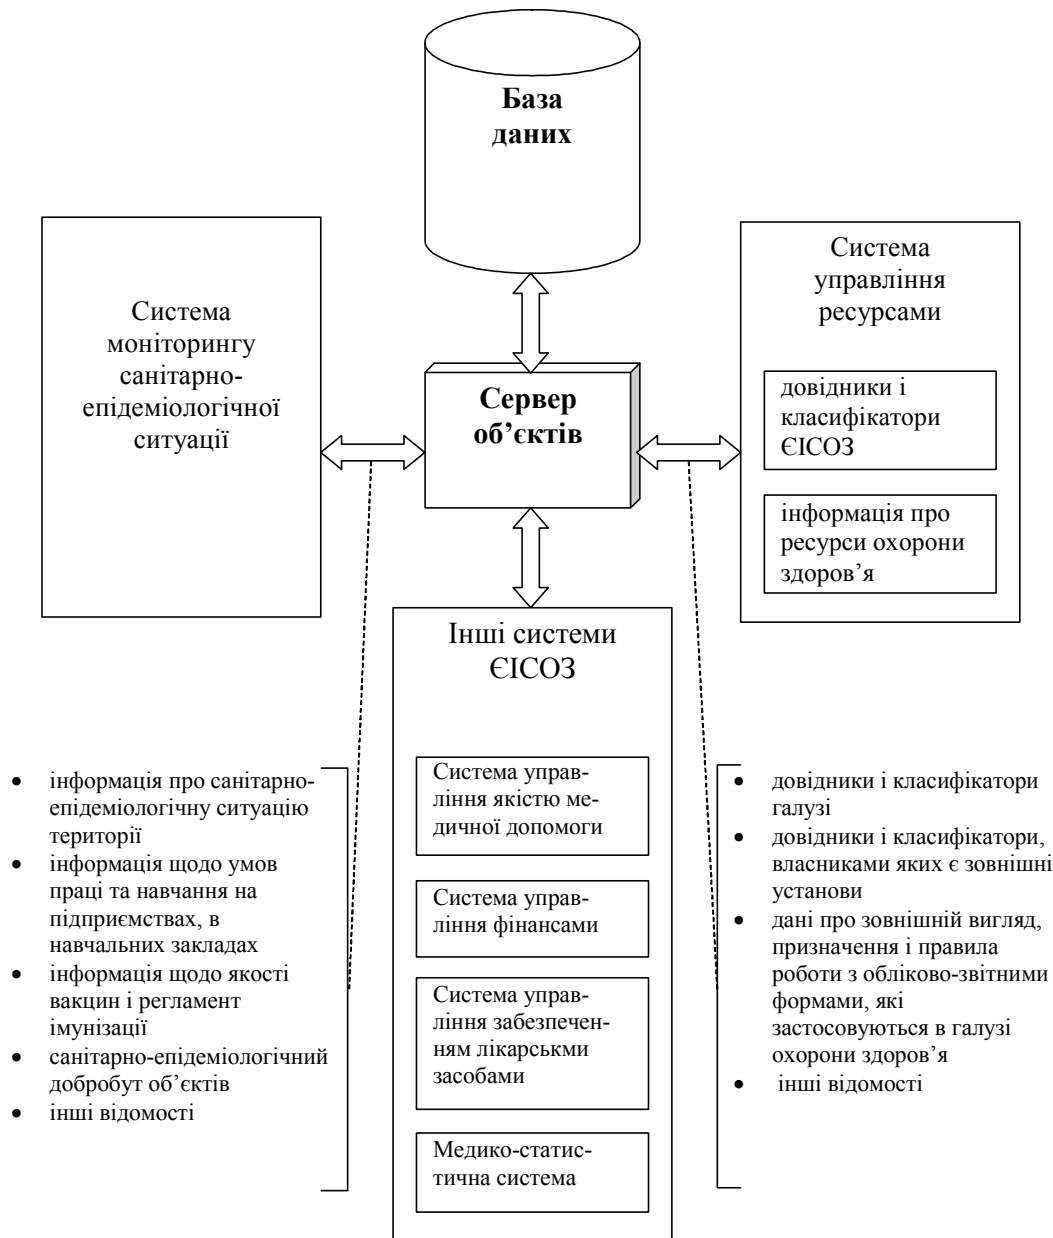 База
даних
Система
моніторингу
санітарно-
епідеміологічної
ситуації
Сервер
об’єктів
Система
управління
ресурсами
довідники і
класифікатори
ЄІСОЗ
інформація про
ресурси охорони
здоров’я
Інші системи
ЄІСОЗ
Система управ-
ління якістю ме-
дичної допомоги
Система управ-
ління фінансами
Система управ-
ління забезпечен-
ням лікарськми
засобами
Медико-статис-
тична система
• інформація про санітарно-
епідеміологічну ситуацію
території
• інформація щодо умов
праці та навчання на
підприємствах, в
навчальних закладах
• інформація щодо якості
вакцин і регламент
імунізації
• санітарно-епідеміологічний
добробут об’єктів
• інші відомості
• довідники і класифікатори
галузі
• довідники і класифікатори,
власниками яких є зовнішні
установи
• дані про зовнішній вигляд,
призначення і правила
роботи з обліково-звітними
формами, які
застосовуються в галузі
охорони здоров’я
• інші відомості